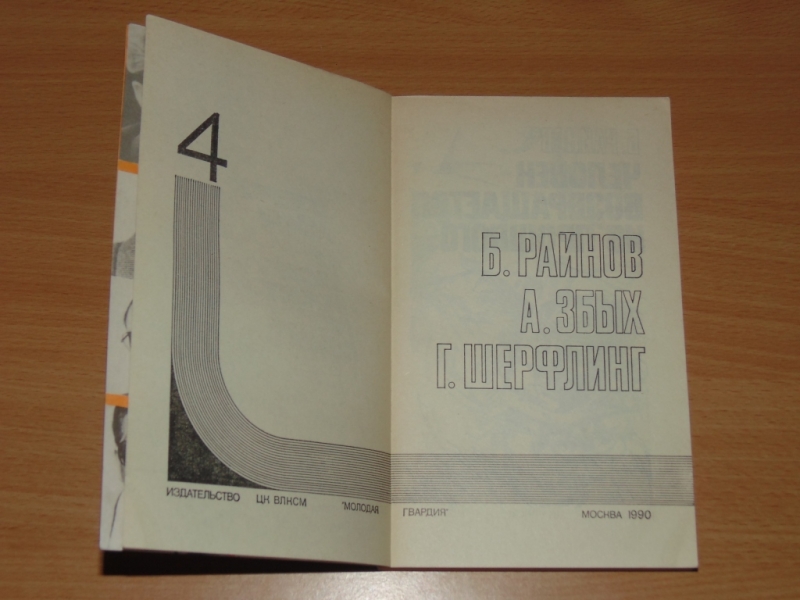 4
Б. РАЙНОВ
А. ЗБЫХ
Г. ШЕРФЛИНГ
ИЗДАТЕЛЬСТВО ЦК ВЛКСМ "МОЛОДАЯ ГВАРДИЯ" МОСКВА 1990